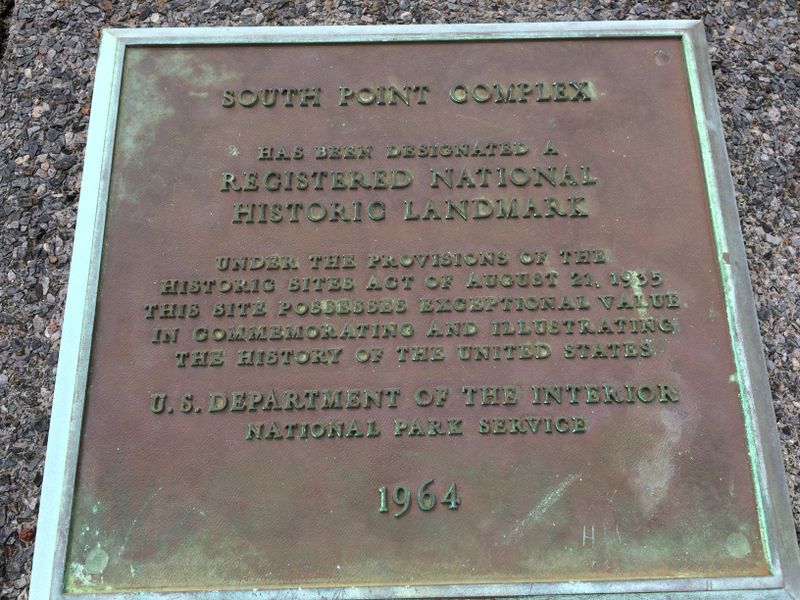 SOUTH POINT COMPLEX
HAS BEEN DESIGNATED A
REGISTERED NATIONAL
HISTORIC LANDMARK
UNDER THE PROVISIONS OF THE
HISTORIC SITES ACT OF AUGUST 21, 1935
THIS SITE POSSESSES EXCEPTIONAL VALUE
IN COMMEMORATING AND ILLUSTRATING
THE HISTORY OF THE UNITED STATES
U. S. DEPARTMENT OF THE INTERIOR
NATIONAL PARK SERVICE
1964